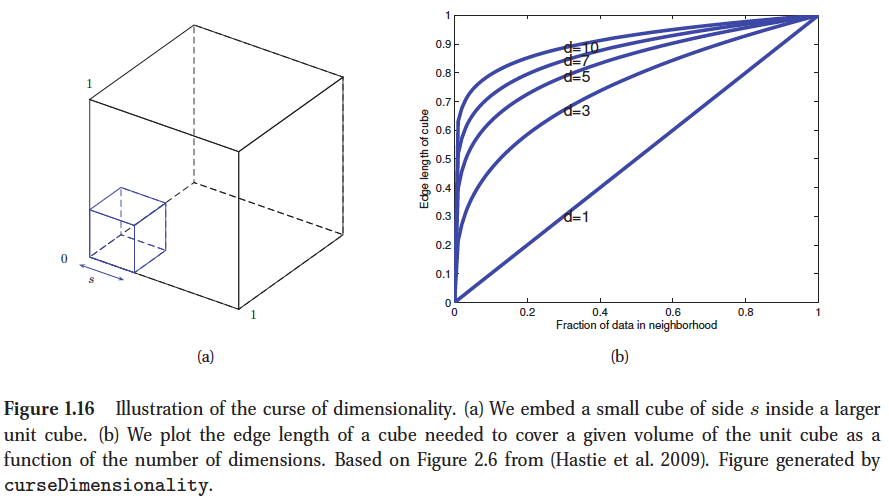 1
0
s
1
(a)
1
0.9
0.8
0.7
0.6
0.5
0.4
0.3
0.2
0.1
0
Edge length of cube
d=10
d=7
d=5
d=3
d=1
0 0.2 0.4 0.6 0.8 1
Fraction of data in neighborhood
(b)
Figure 1.16 Illustration of the curse of dimensionality. (a) We embed a small cube of side s inside a larger
unit cube. (b) We plot the edge length of a cube needed to cover a given volume of the unit cube as a
function of the number of dimensions. Based on Figure 2.6 from (Hastie et al. 2009). Figure generated by
curseDimensionality.